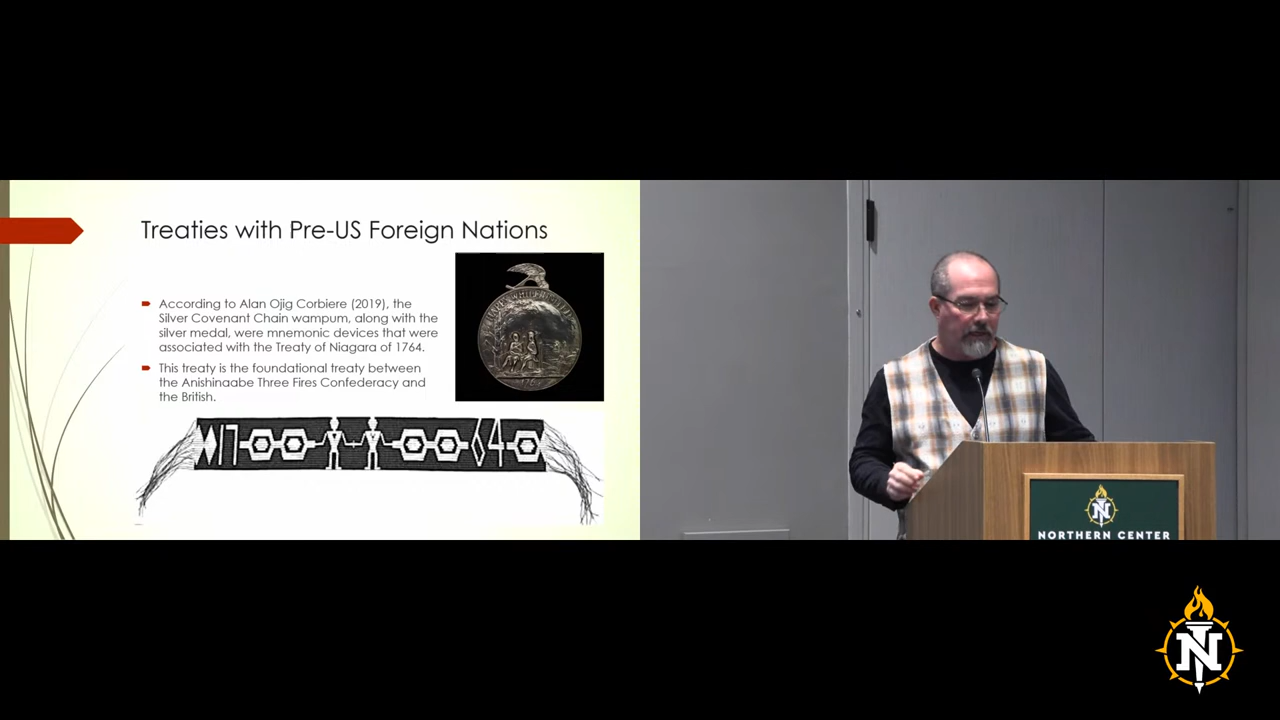 Treaties with Pre-US Foreign Nations
According to Alan Ojig Corbiere (2019), the
Silver Covenant Chain wampum, along with the
silver medal, were mnemonic devices that were
associated with the Treaty of Niagara of 1764.
This treaty is the foundational treaty between
the Anishinaabe Three Fires Confederacy and
the British.
17 64
N
NORTHERN CENTER
N